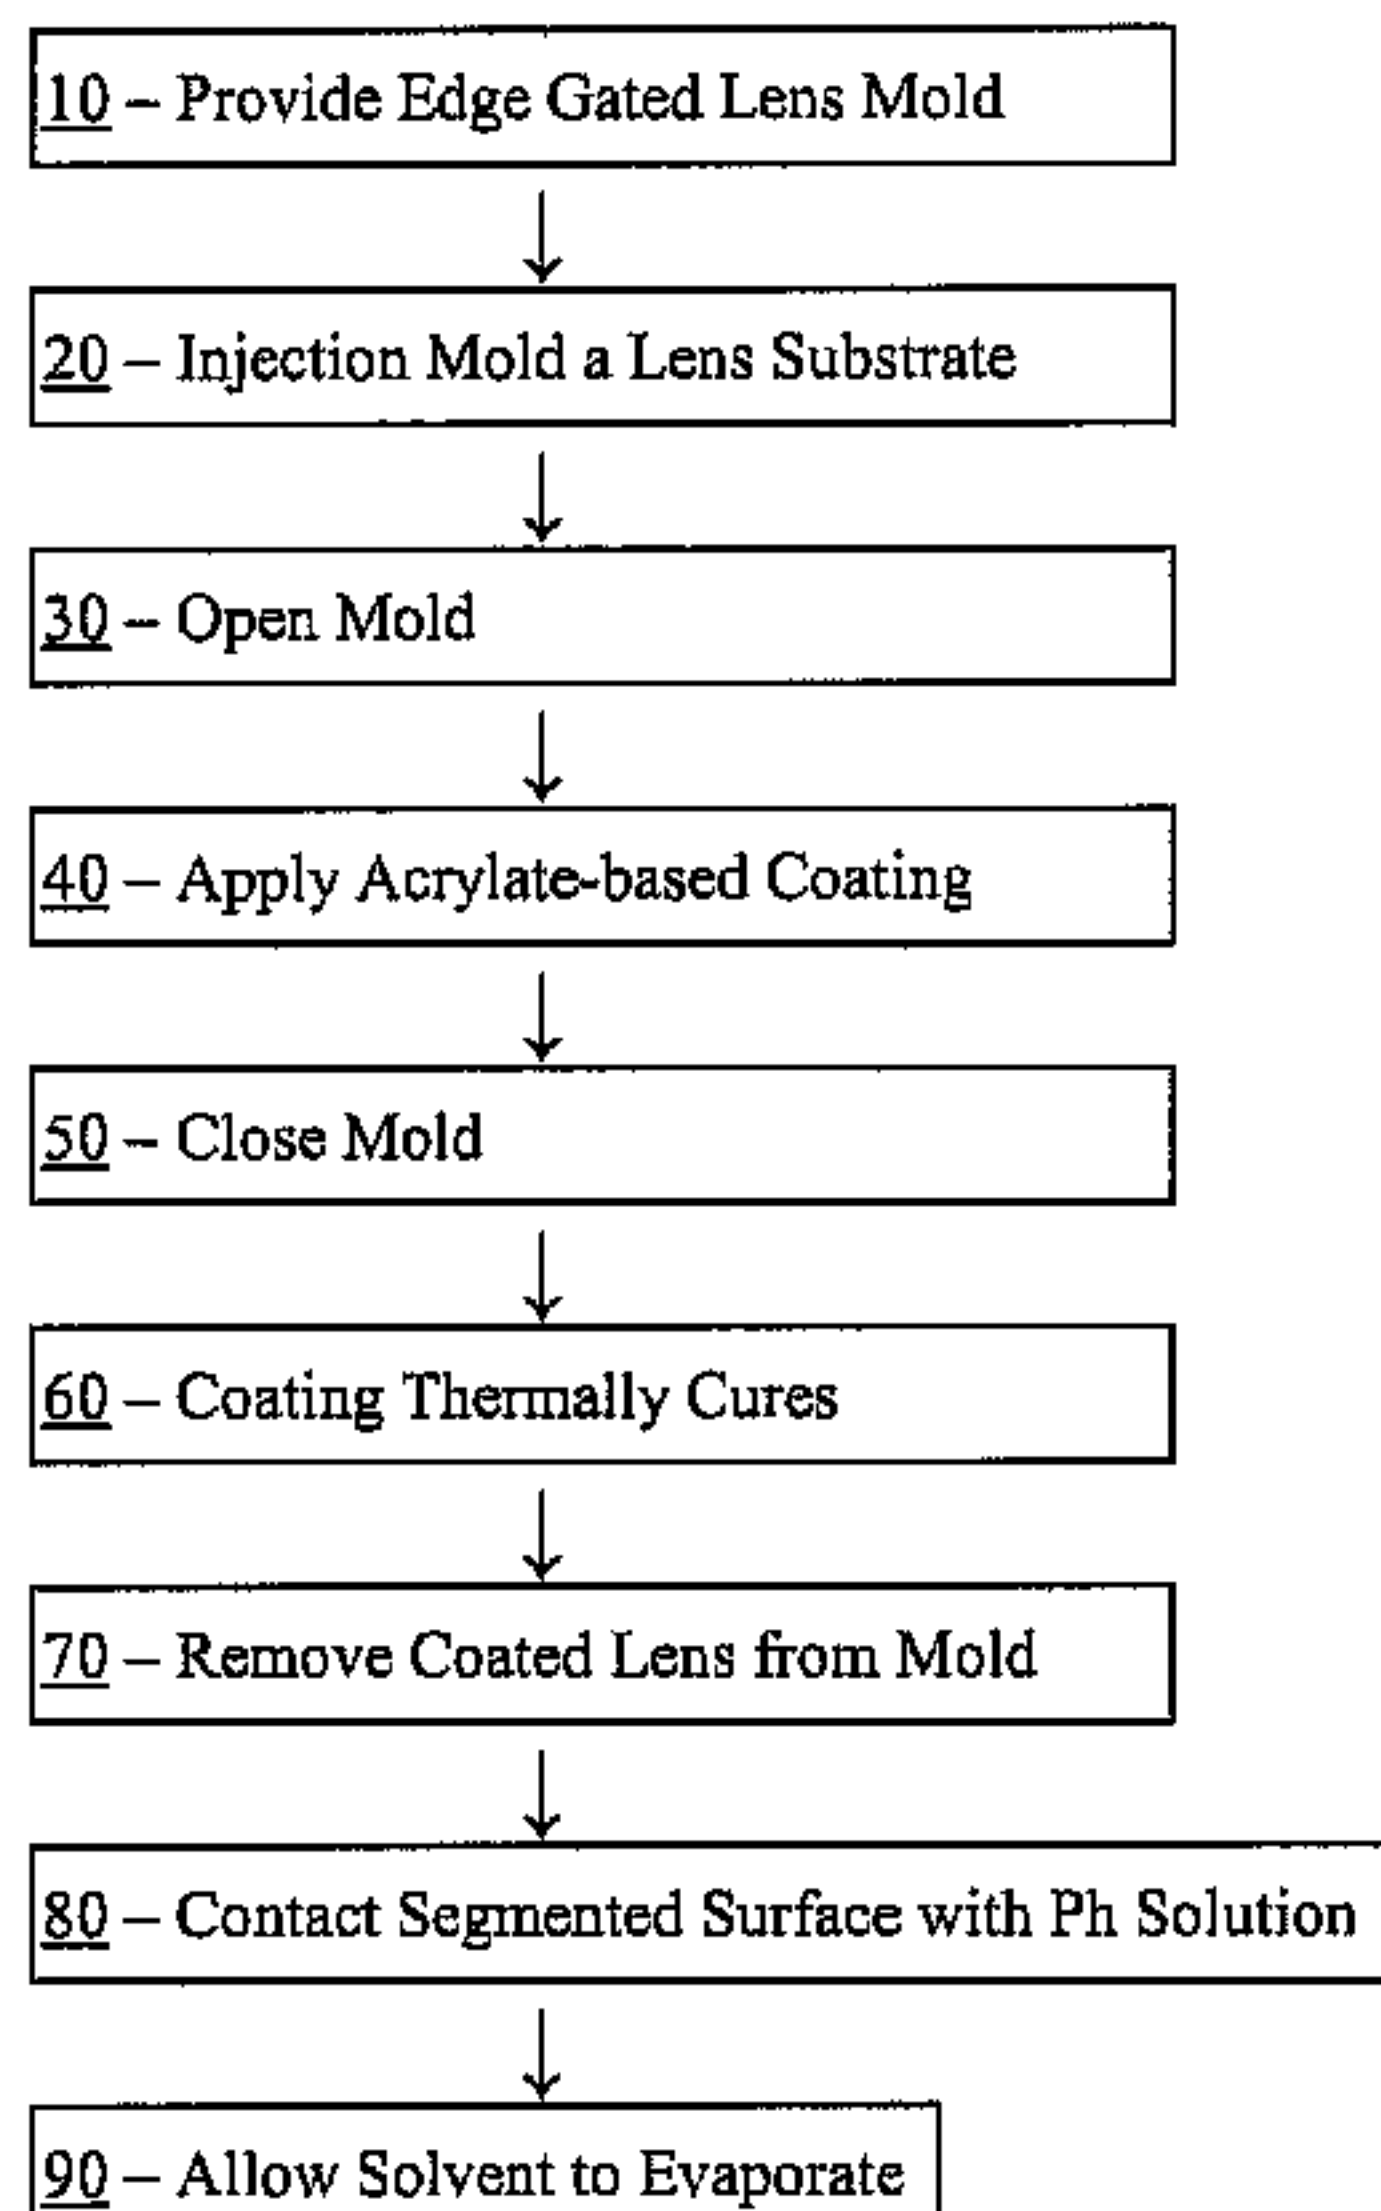 10 – Provide Edge Gated Lens Mold
20 – Injection Mold a Lens Substrate
30 – Open Mold
40 – Apply Acrylate-based Coating
50 – Close Mold
60 – Coating Thermally Cures
70 – Remove Coated Lens from Mold
80 – Contact Segmented Surface with Ph Solution
90 – Allow Solvent to Evaporate